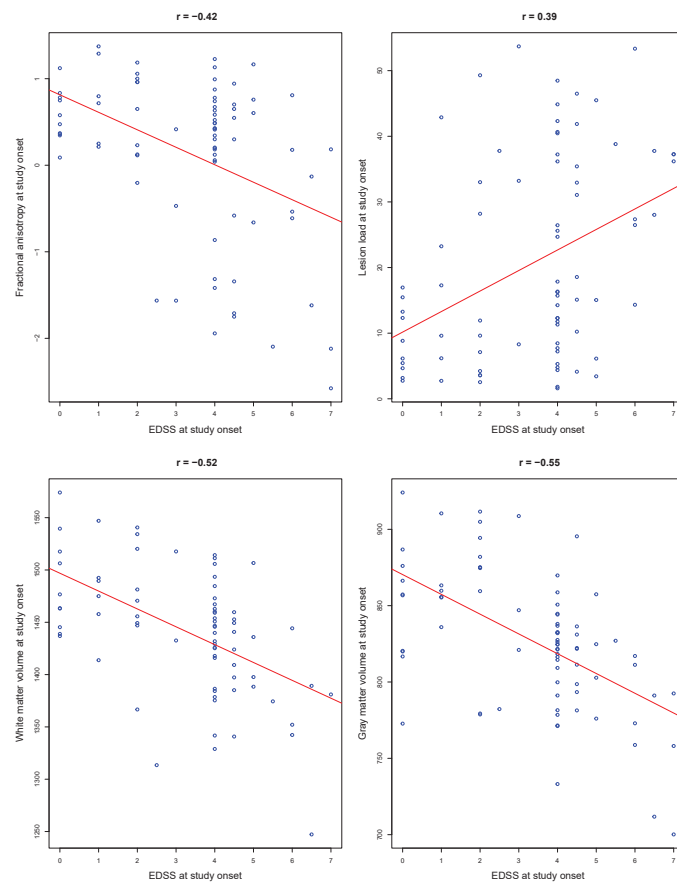 r = −0.42
Fractional anisotropy at study onset
1
0
−1
−2
0 1 2 3 4 5 6 7
EDSS at study onset
r = 0.39
Lesion load at study onset
50
40
30
20
10
0
0 1 2 3 4 5 6 7
EDSS at study onset
r = −0.52
White matter volume at study onset
1550
1500
1450
1400
1350
1300
1250
0 1 2 3 4 5 6 7
EDSS at study onset
r = −0.55
Gray matter volume at study onset
900
850
800
750
700
0 1 2 3 4 5 6 7
EDSS at study onset